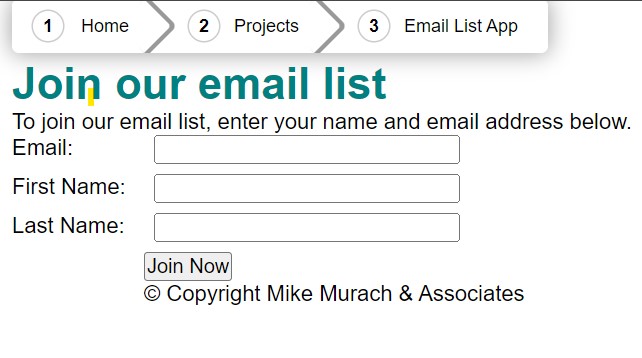 1 Home 2 Projects 3 Email List App
Join our email list
To join our email list, enter your name and email address below.
Email:
First Name:
Last Name:
Join Now
© Copyright Mike Murach & Associates